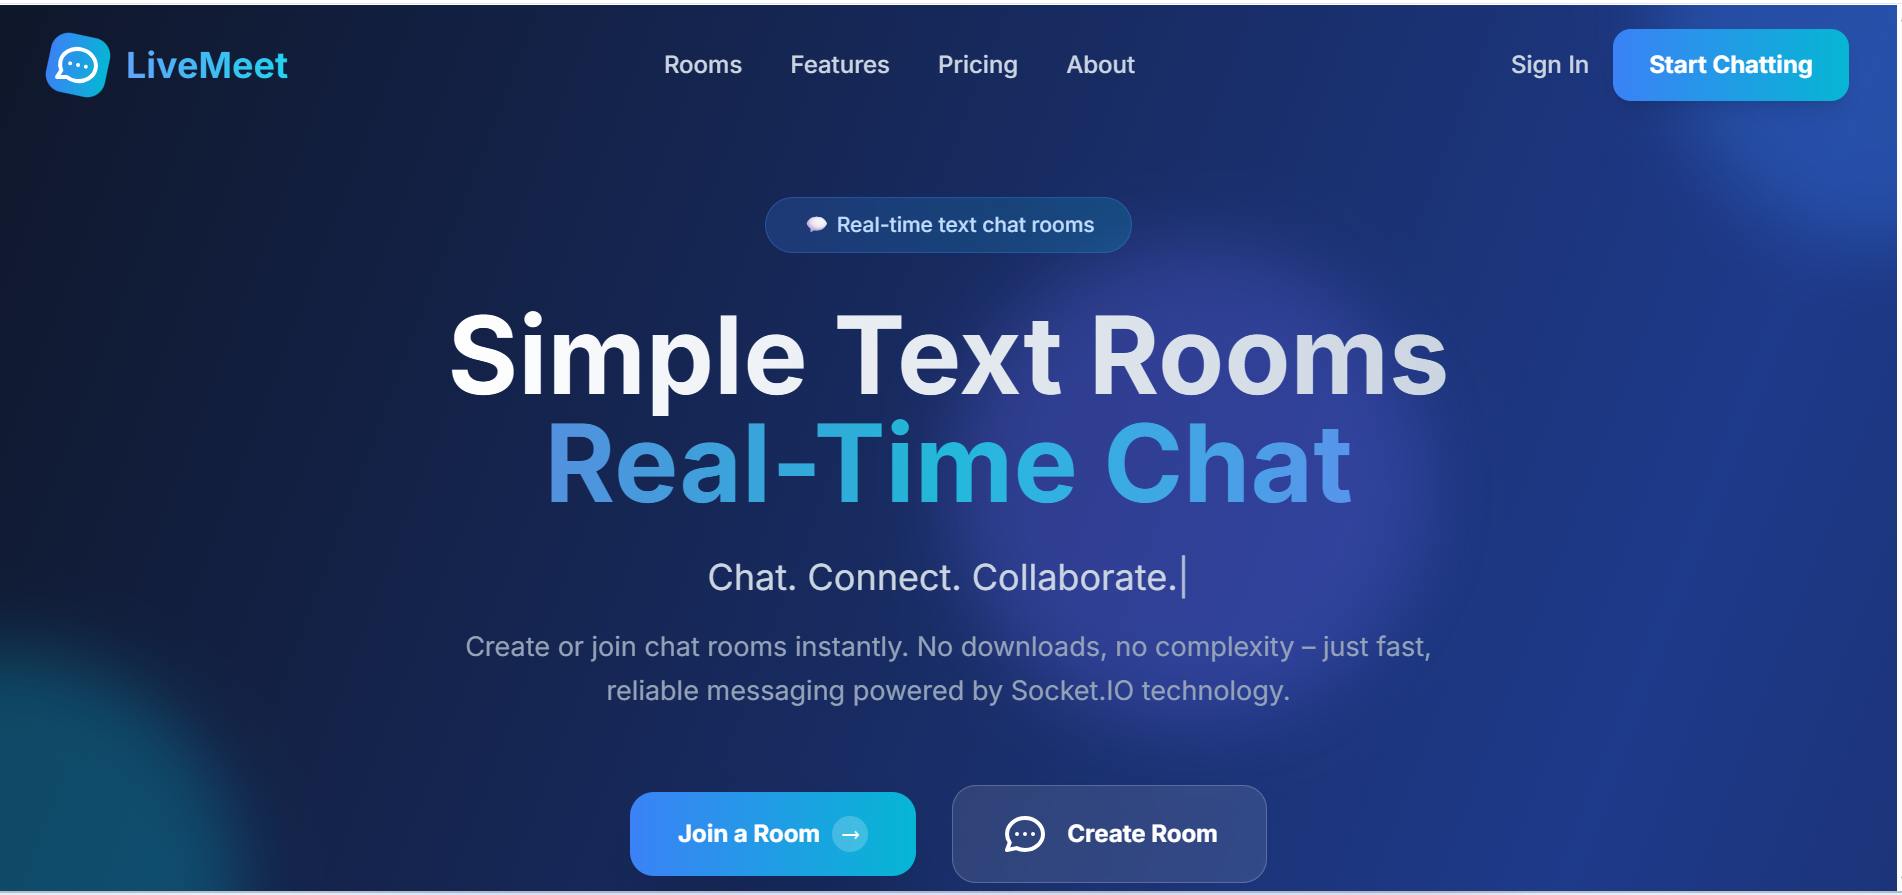 LiveMeet
Rooms
Features
Pricing
About
Sign In
Start Chatting
💬 Real-time text chat rooms
Simple Text Rooms
Real-Time Chat
Chat. Connect. Collaborate.|
Create or join chat rooms instantly. No downloads, no complexity – just fast,
reliable messaging powered by Socket.IO technology.
Join a Room →
Create Room